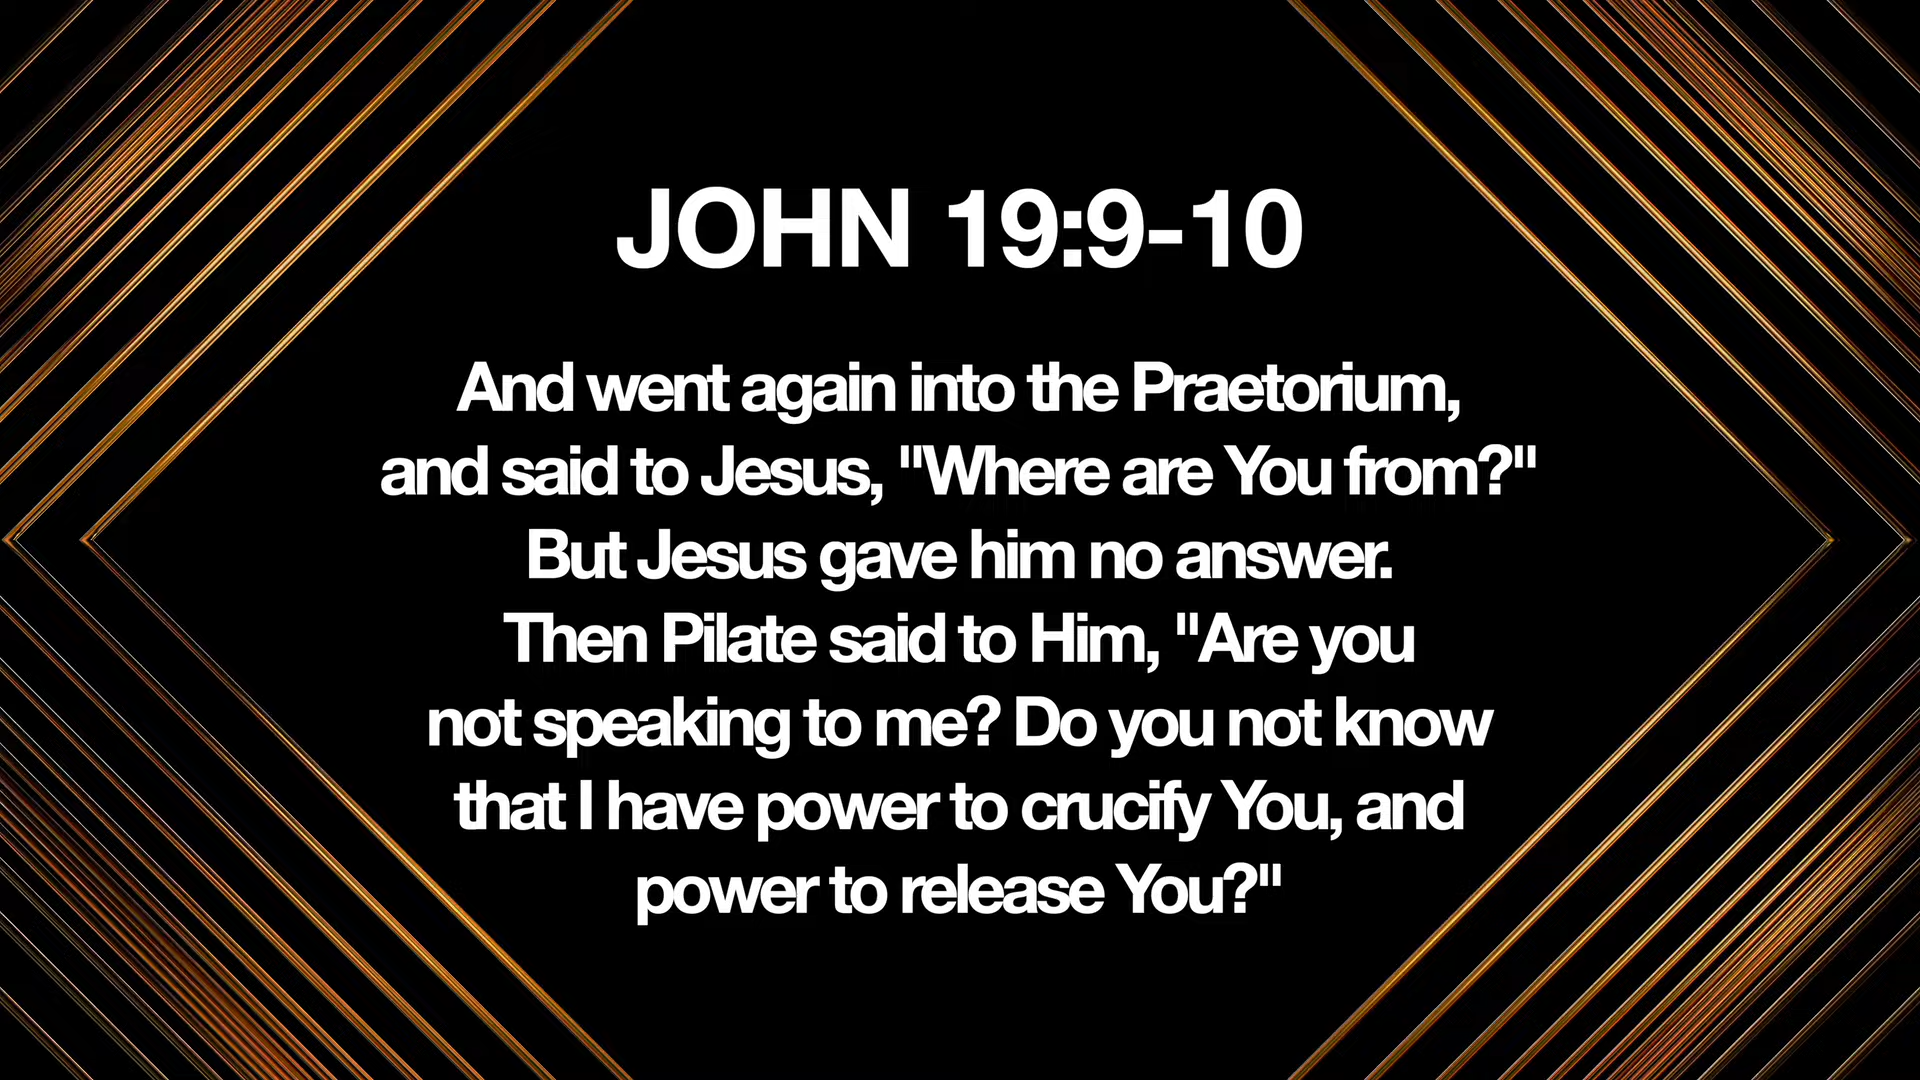 JOHN 19:9-10
And went again into the Praetorium,
and said to Jesus, "Where are You from?"
But Jesus gave him no answer.
Then Pilate said to Him, "Are you
not speaking to me? Do you not know
that I have power to crucify You, and
power to release You?"